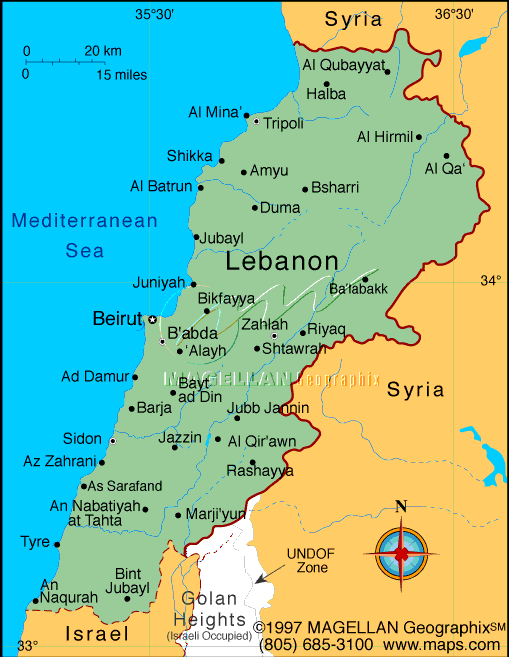 35°30'
36°30'
Syria
0 20 km
0 15 miles
Al Qubayyat
Halba
Al Mina'
Tripoli
Al Hirmil
Shikka
Amyu
Al Qa'
Al Batrun
Bsharri
Duma
Mediterranean
Sea
Jubayl
Lebanon
Juniyah
Ba'labakk
34°
Bikfayya
Beirut
B'abda
Zahlah
Riyaq
'Alayh
Shtawrah
MAGELLAN Geographix
Ad Damur
Bayt
ad Din
Syria
Barja
Jubb Jannin
Sidon
Jazzin
Al Qir'awn
Az Zahrani
Rashayya
As Sarafand
An Nabatiyah
at Tahta
Marji'yun
N
Tyre
UNDOF
Zone
An
Naqurah
Bint
Jubayl
Golan
Heights
(Israeli Occupied)
Israel
33°
©1997 MAGELLAN Geographix℠
(805) 685-3100 www.maps.com